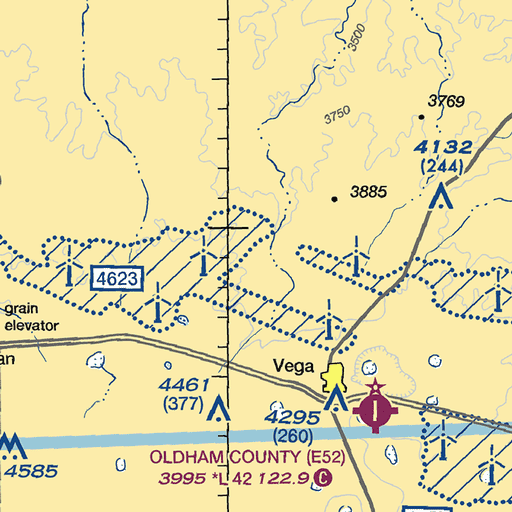 3500
3769
3750
4132
(244)
3885
4623
grain
elevator
an
Vega
4461
(377)
4295
(260)
4585
OLDHAM COUNTY (E52)
3995 *L 42 122.9 C